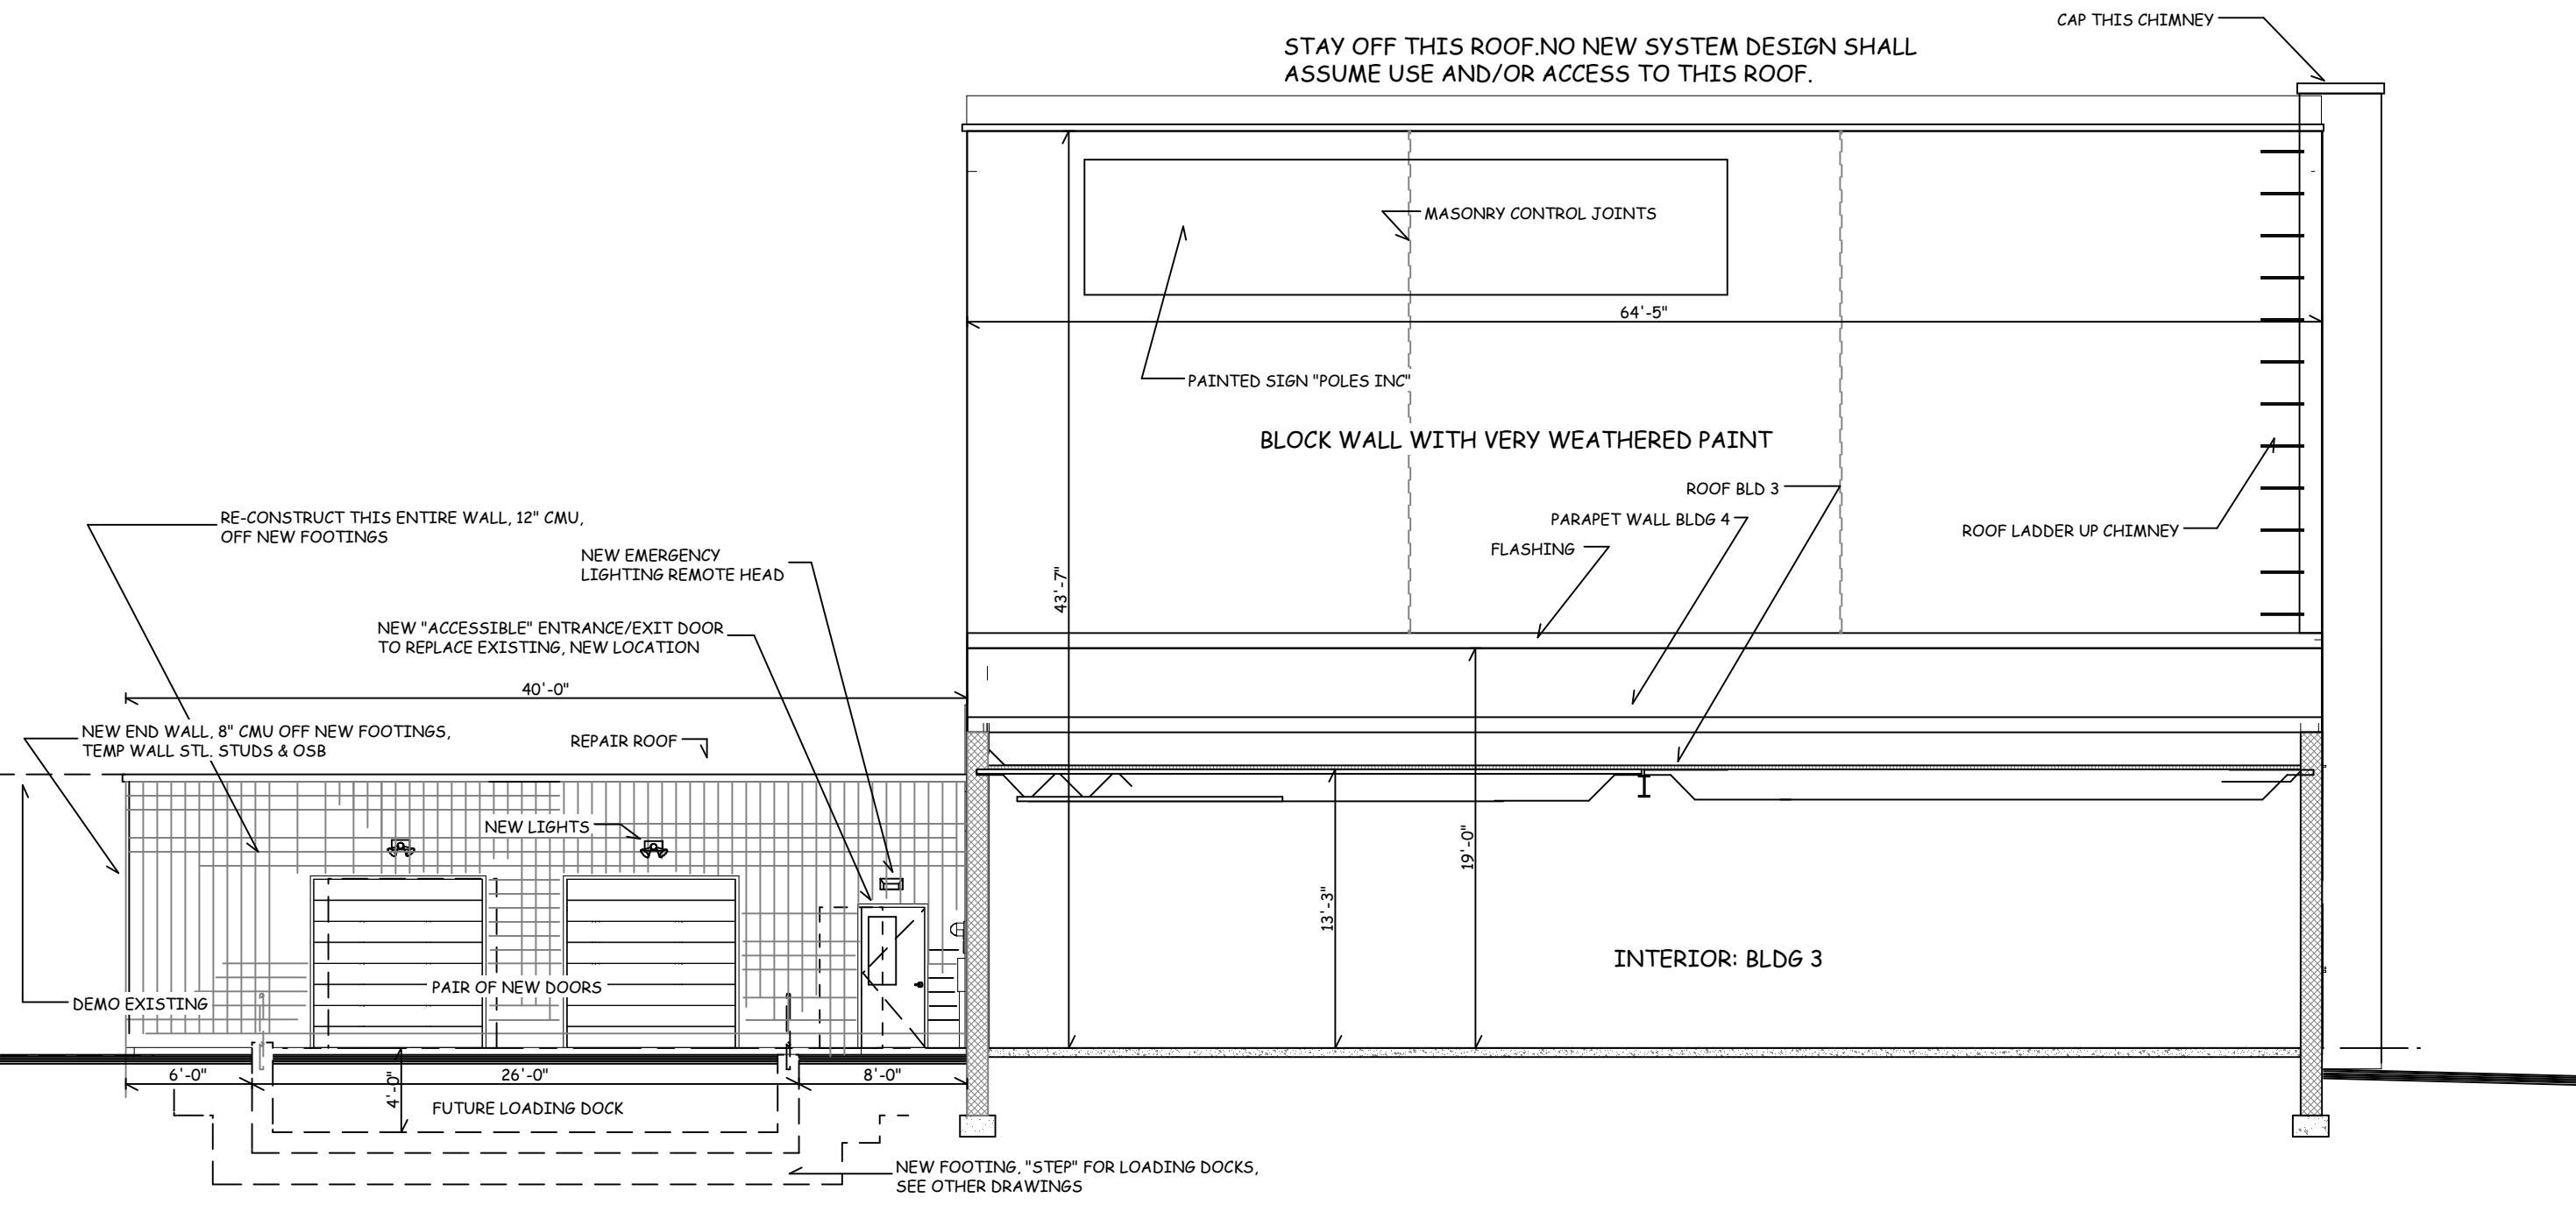 CAP THIS CHIMNEY
STAY OFF THIS ROOF.NO NEW SYSTEM DESIGN SHALL
ASSUME USE AND/OR ACCESS TO THIS ROOF.
MASONRY CONTROL JOINTS
64'-5"
PAINTED SIGN "POLES INC"
BLOCK WALL WITH VERY WEATHERED PAINT
ROOF BLD 3
PARAPET WALL BLDG 4
FLASHING
ROOF LADDER UP CHIMNEY
43'-7"
RE-CONSTRUCT THIS ENTIRE WALL, 12" CMU,
OFF NEW FOOTINGS
NEW EMERGENCY
LIGHTING REMOTE HEAD
NEW "ACCESSIBLE" ENTRANCE/EXIT DOOR
TO REPLACE EXISTING, NEW LOCATION
40'-0"
NEW END WALL, 8" CMU OFF NEW FOOTINGS,
TEMP WALL STL. STUDS & OSB
REPAIR ROOF
NEW LIGHTS
19'-0"
13'-3"
INTERIOR: BLDG 3
PAIR OF NEW DOORS
DEMO EXISTING
6'-0"
26'-0"
8'-0"
4'-0"
FUTURE LOADING DOCK
NEW FOOTING, "STEP" FOR LOADING DOCKS,
SEE OTHER DRAWINGS